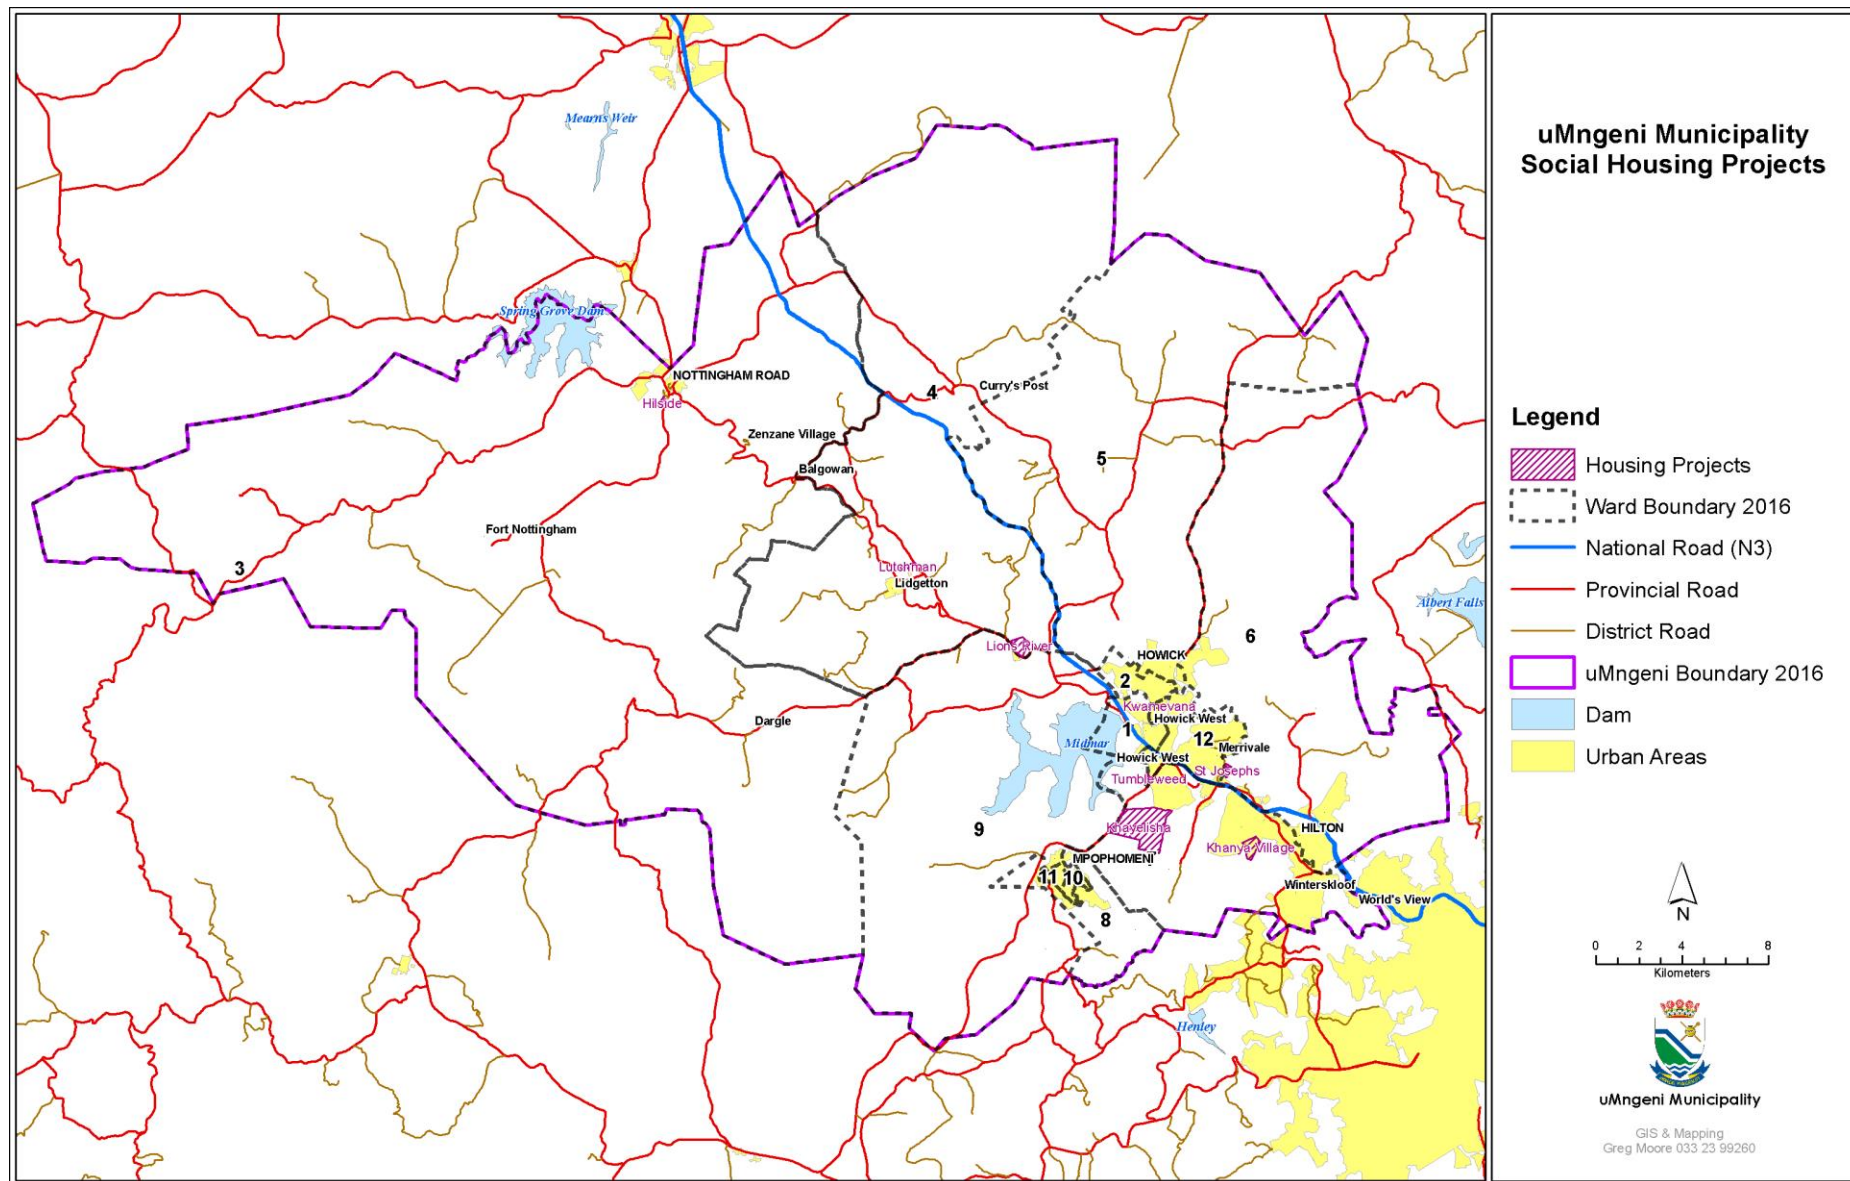 Mearns Weir
Spring Grove Dam
NOTTINGHAM ROAD
Hilside
4
Curry's Post
Zenzane Village
5
Balgowan
Fort Nottingham
3
Lutchman
Lidgetton
Albert Falls
6
Lions River
HOWICK
2
Kwamevana
Howick West
Dargle
1
12
Midmar
Merrivale
Howick West
St Josephs
Tumbleweed
9
Khayelisha
HILTON
Khanya Village
MPOPHOMENI
11
10
Winterskloof
World's View
8
Henley
uMngeni Municipality
Social Housing Projects
Legend
Housing Projects
Ward Boundary 2016
National Road (N3)
Provincial Road
District Road
uMngeni Boundary 2016
Dam
Urban Areas
N
0 2 4 8
Kilometers
uMngeni Municipality
GIS & Mapping
Greg Moore 033 23 99260